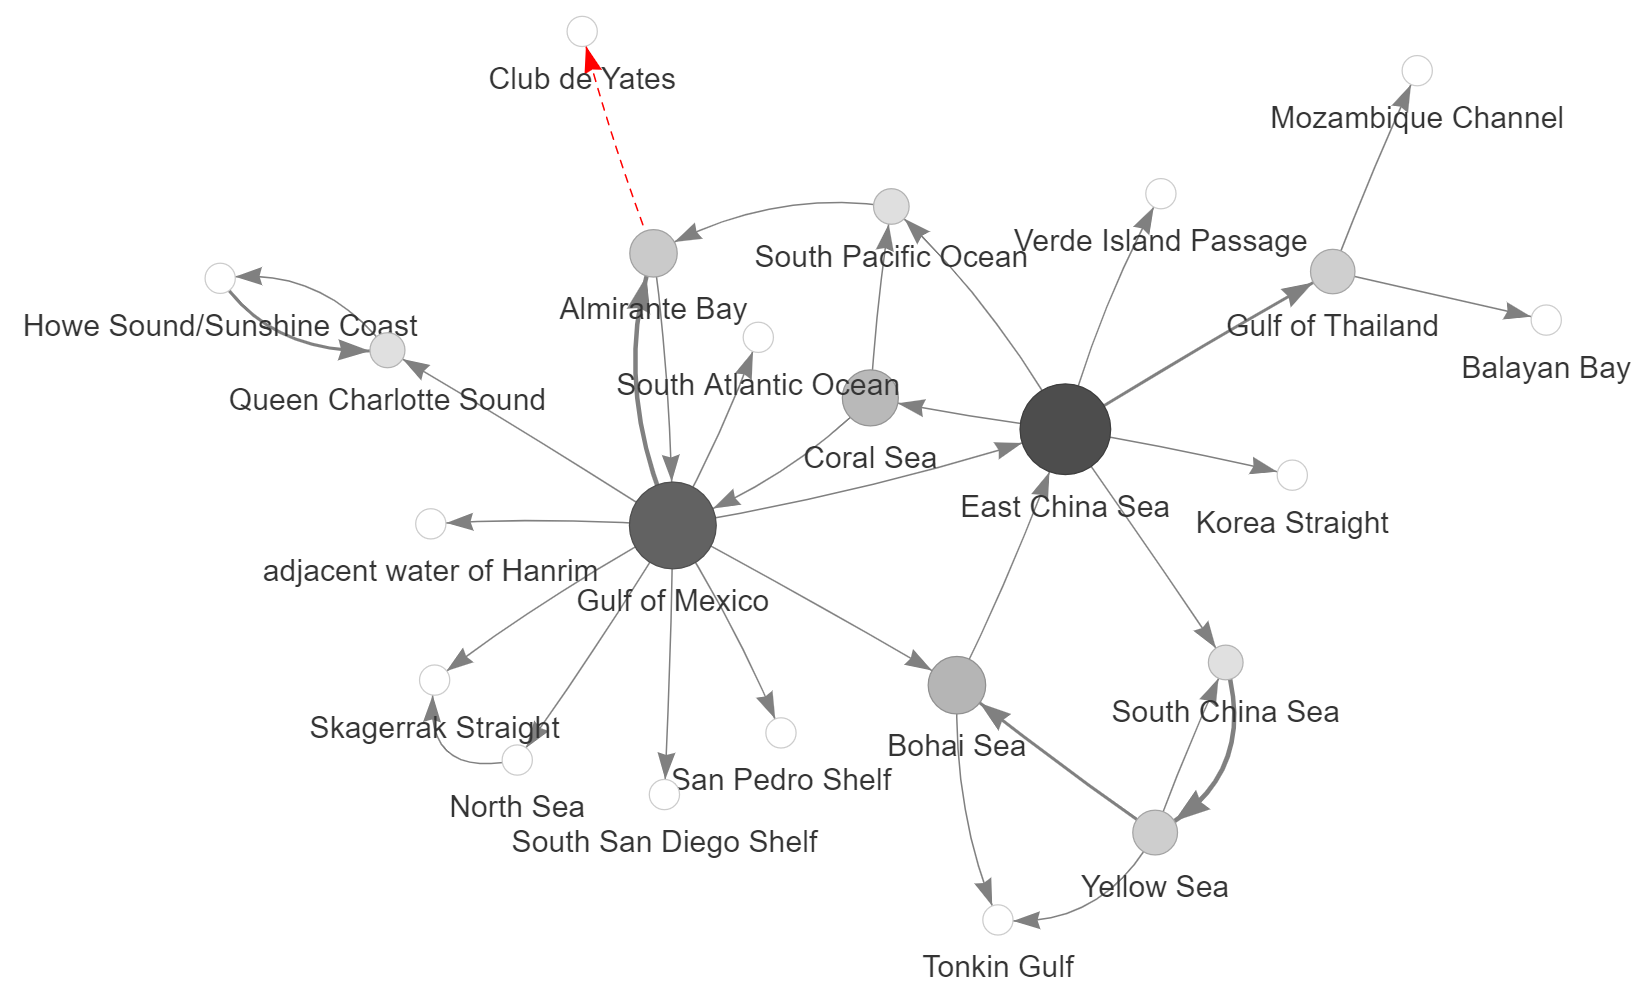 Club de Yates
Mozambique Channel
Verde Island Passage
South Pacific Ocean
Almirante Bay
Howe Sound/Sunshine Coast
Gulf of Thailand
Balayan Bay
South Atlantic Ocean
Queen Charlotte Sound
Coral Sea
East China Sea
Korea Straight
adjacent water of Hanrim
Gulf of Mexico
South China Sea
Skagerrak Straight
Bohai Sea
San Pedro Shelf
North Sea
South San Diego Shelf
Yellow Sea
Tonkin Gulf